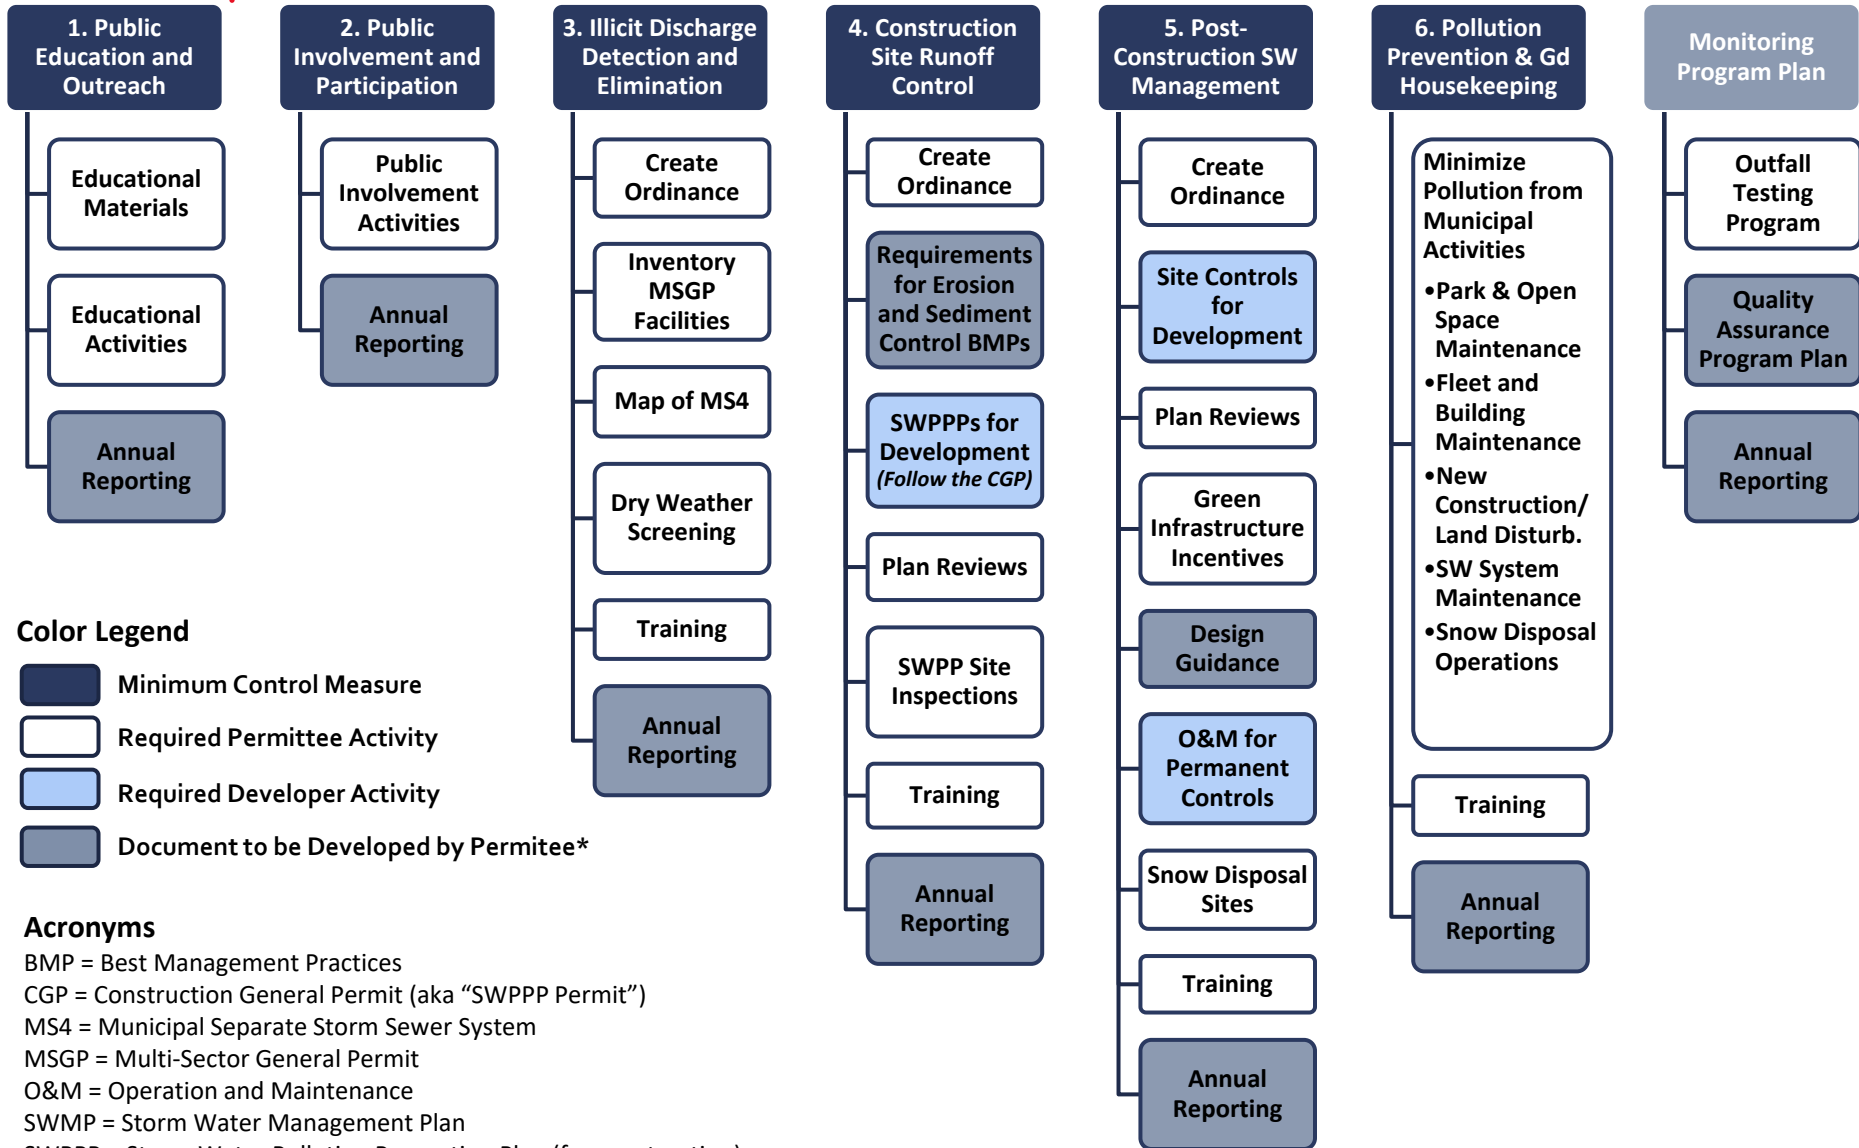 1. Public
Education and
Outreach
Educational
Materials
Educational
Activities
Annual
Reporting
2. Public
Involvement and
Participation
Public
Involvement
Activities
Annual
Reporting
3. Illicit Discharge
Detection and
Elimination
Create
Ordinance
Inventory
MSGP
Facilities
Map of MS4
Dry Weather
Screening
Training
Annual
Reporting
4. Construction
Site Runoff
Control
Create
Ordinance
Requirements
for Erosion
and Sediment
Control BMPs
SWPPPs for
Development
(Follow the CGP)
Plan Reviews
SWPP Site
Inspections
Training
Annual
Reporting
5. Post-
Construction SW
Management
Create
Ordinance
Site Controls
for
Development
Plan Reviews
Green
Infrastructure
Incentives
Design
Guidance
O&M for
Permanent
Controls
Snow Disposal
Sites
Training
Annual
Reporting
6. Pollution
Prevention & Gd
Housekeeping
Minimize
Pollution from
Municipal
Activities
•Park & Open
Space
Maintenance
•Fleet and
Building
Maintenance
•New
Construction/
Land Disturb.
•SW System
Maintenance
•Snow Disposal
Operations
Training
Annual
Reporting
Monitoring
Program Plan
Outfall
Testing
Program
Quality
Assurance
Program Plan
Annual
Reporting
Color Legend
Minimum Control Measure
Required Permittee Activity
Required Developer Activity
Document to be Developed by Permitee*
Acronyms
BMP = Best Management Practices
CGP = Construction General Permit (aka “SWPPP Permit”)
MS4 = Municipal Separate Storm Sewer System
MSGP = Multi-Sector General Permit
O&M = Operation and Maintenance
SWMP = Storm Water Management Plan